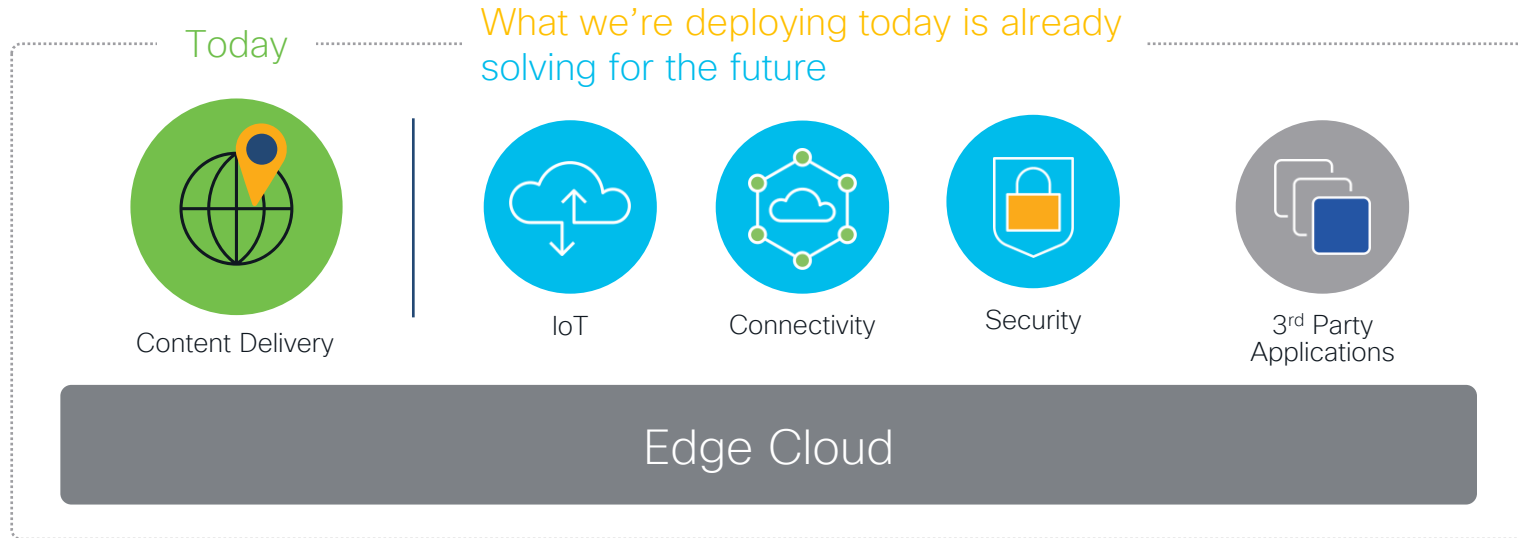 Today
What we’re deploying today is already
solving for the future
Content Delivery
IoT
Connectivity
Security
3rd Party
Applications
Edge Cloud